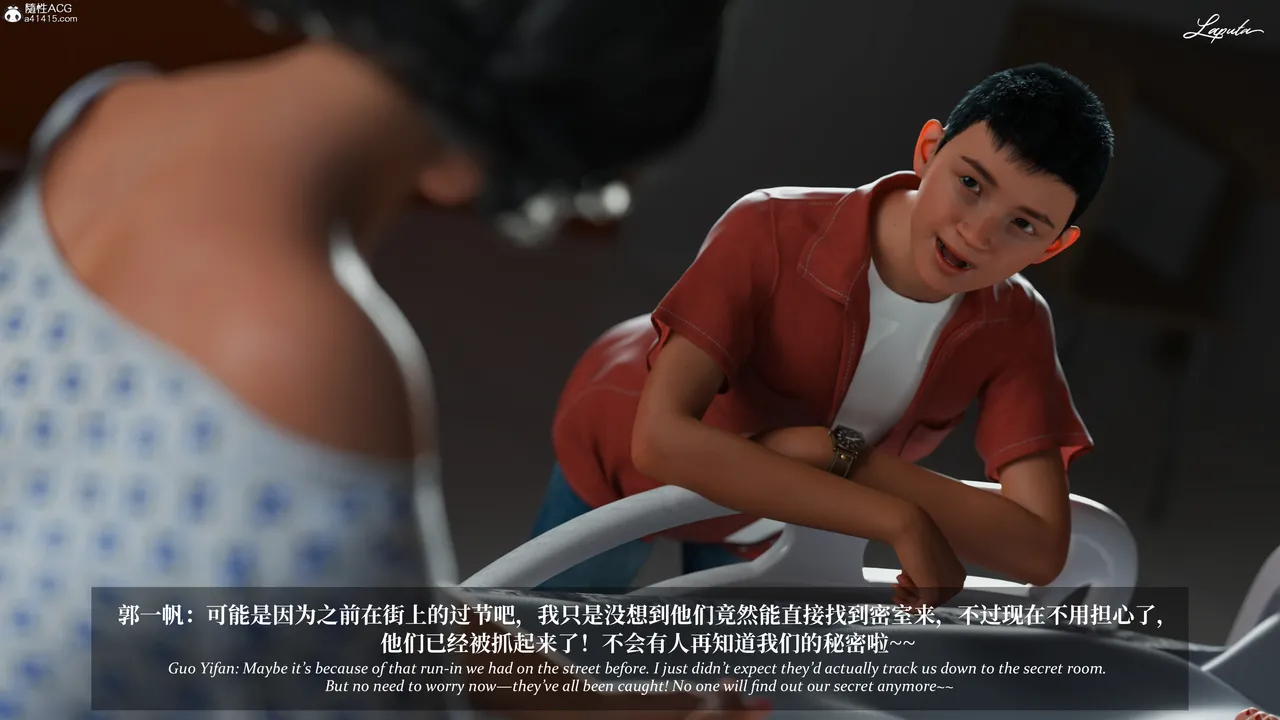 隨性ACG
a41415.com
Laputa
郭一帆：可能是因为之前在街上的过节吧，我只是没想到他们竟然能直接找到密室来，不过现在不用担心了，
他们已经被抓起来了！不会有人再知道我们的秘密啦~~
Guo Yifan: Maybe it's because of that run-in we had on the street before. I just didn't expect they'd actually track us down to the secret room.
But no need to worry now—they've all been caught! No one will find out our secret anymore~~